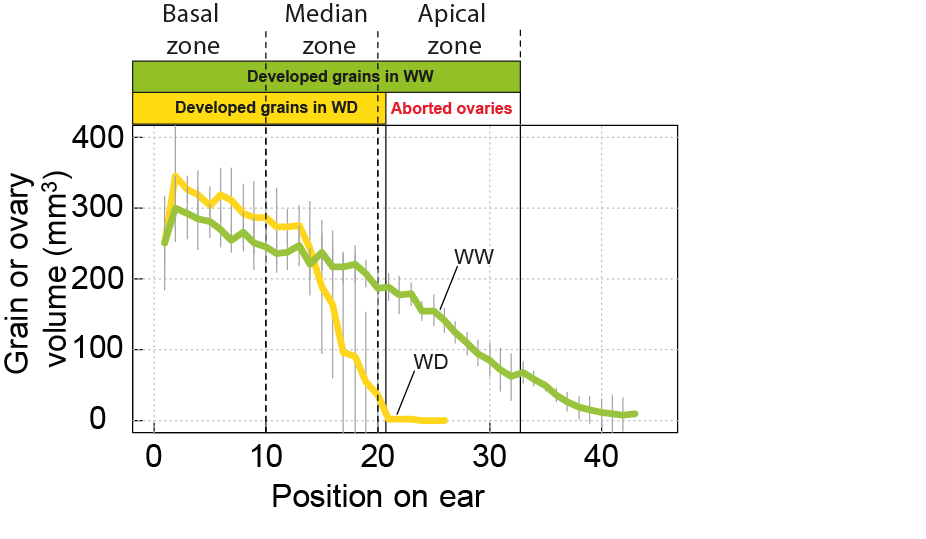 Basal
zone
Median
zone
Apical
zone
Developed grains in WW
Developed grains in WD
Aborted ovaries
Grain or ovary
volume (mm³)
400
300
200
100
0
WW
WD
0 10 20 30 40
Position on ear